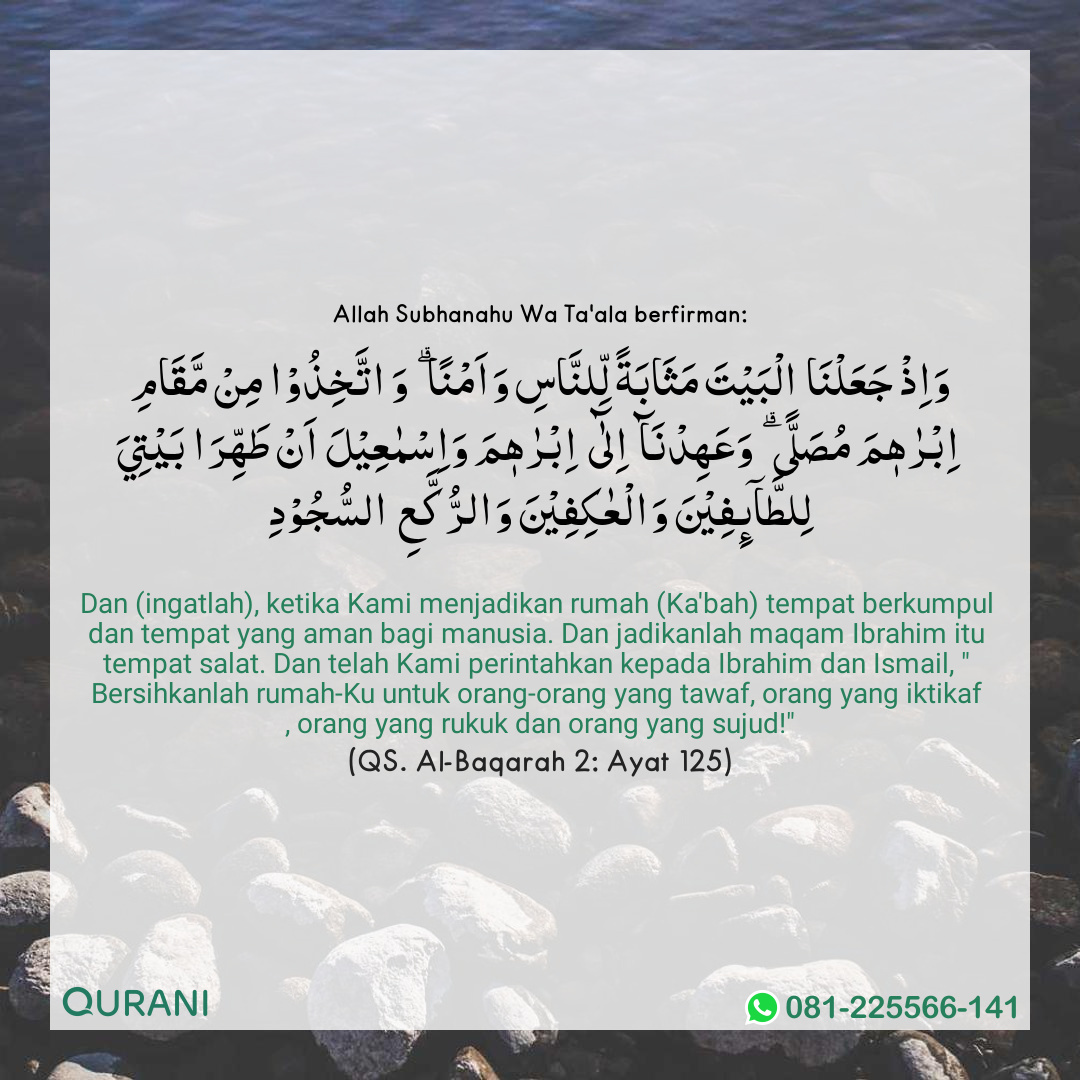 Allah Subhanahu Wa Ta'ala berfirman:
وَاِذْ جَعَلْنَا الْبَيْتَ مَثَابَةً لِّلنَّاسِ وَاَمْنًاۗ وَاتَّخِذُوْا مِنْ مَّقَامِ
اِبْرٰهٖمَ مُصَلًّىۗ وَعَهِدْنَآ اِلٰٓى اِبْرٰهٖمَ وَاِسْمٰعِيْلَ اَنْ طَهِّرَا بَيْتِيَ
لِلطَّاۤىِٕفِيْنَ وَالْعٰكِفِيْنَ وَالرُّكَّعِ السُّجُوْدِ
Dan (ingatlah), ketika Kami menjadikan rumah (Ka'bah) tempat berkumpul
dan tempat yang aman bagi manusia. Dan jadikanlah maqam Ibrahim itu
tempat salat. Dan telah Kami perintahkan kepada Ibrahim dan Ismail, "
Bersihkanlah rumah-Ku untuk orang-orang yang tawaf, orang yang iktikaf
, orang yang rukuk dan orang yang sujud!"
(QS. Al-Baqarah 2: Ayat 125)
QURANI
081-225566-141